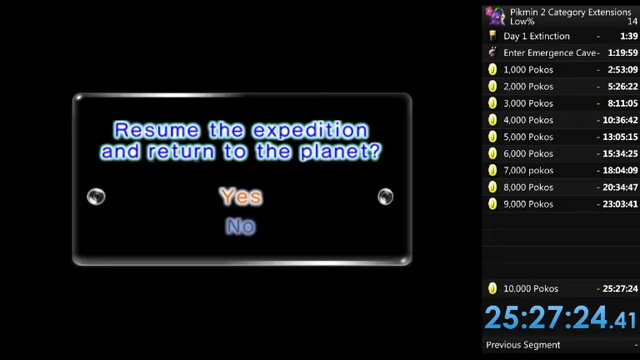 Resume the expedition
and return to the planet?
Yes
No
Pikmin 2 Category Extensions
Low% 14
Day 1 Extinction - 1:39
Enter Emergence Cave - 1:19:59
1,000 Pokos - 2:53:09
2,000 Pokos - 5:26:22
3,000 Pokos - 8:11:05
4,000 Pokos - 10:36:42
5,000 Pokos - 13:05:15
6,000 Pokos - 15:34:25
7,000 pokos - 18:04:09
8,000 Pokos - 20:34:47
9,000 Pokos - 23:03:41
10,000 Pokos - 25:27:24
25:27:24.41
Previous Segment -